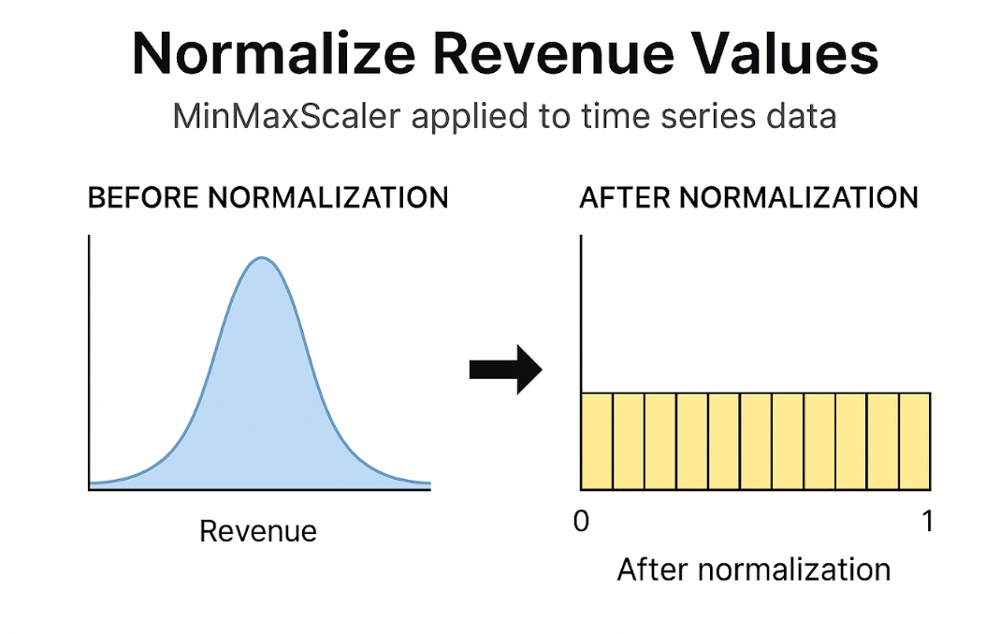 Normalize Revenue Values
MinMaxScaler applied to time series data
BEFORE NORMALIZATION
AFTER NORMALIZATION
Revenue
0
1
After normalization